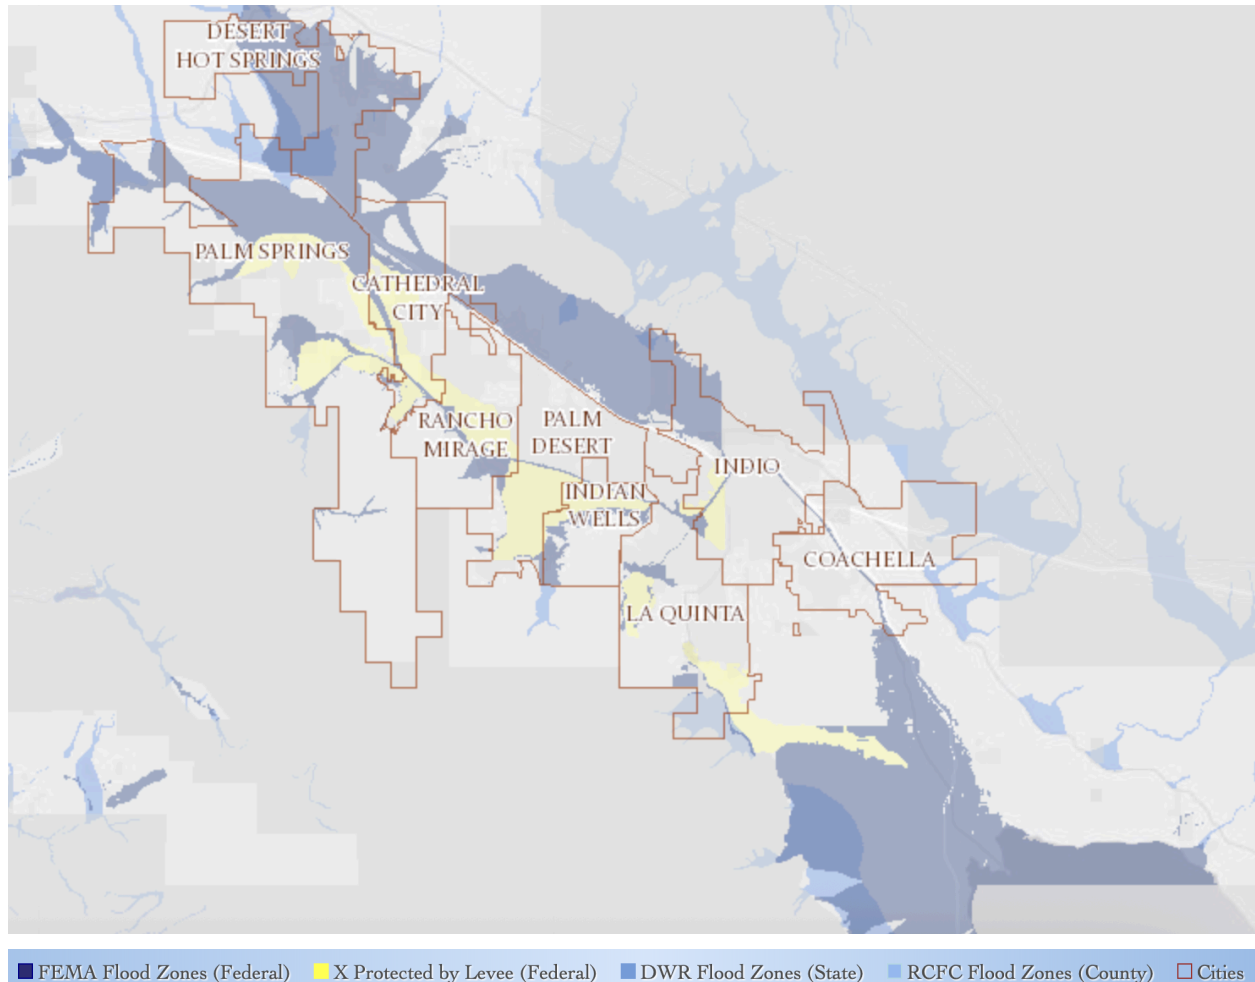 DESERT
HOT SPRINGS
PALM SPRINGS
CATHEDRAL
CITY
RANCHO
MIRAGE
PALM
DESERT
INDIO
INDIAN
WELLS
COACHELLA
LA QUINTA
FEMA Flood Zones (Federal) X Protected by Levee (Federal) DWR Flood Zones (State) RCFC Flood Zones (County) Cities